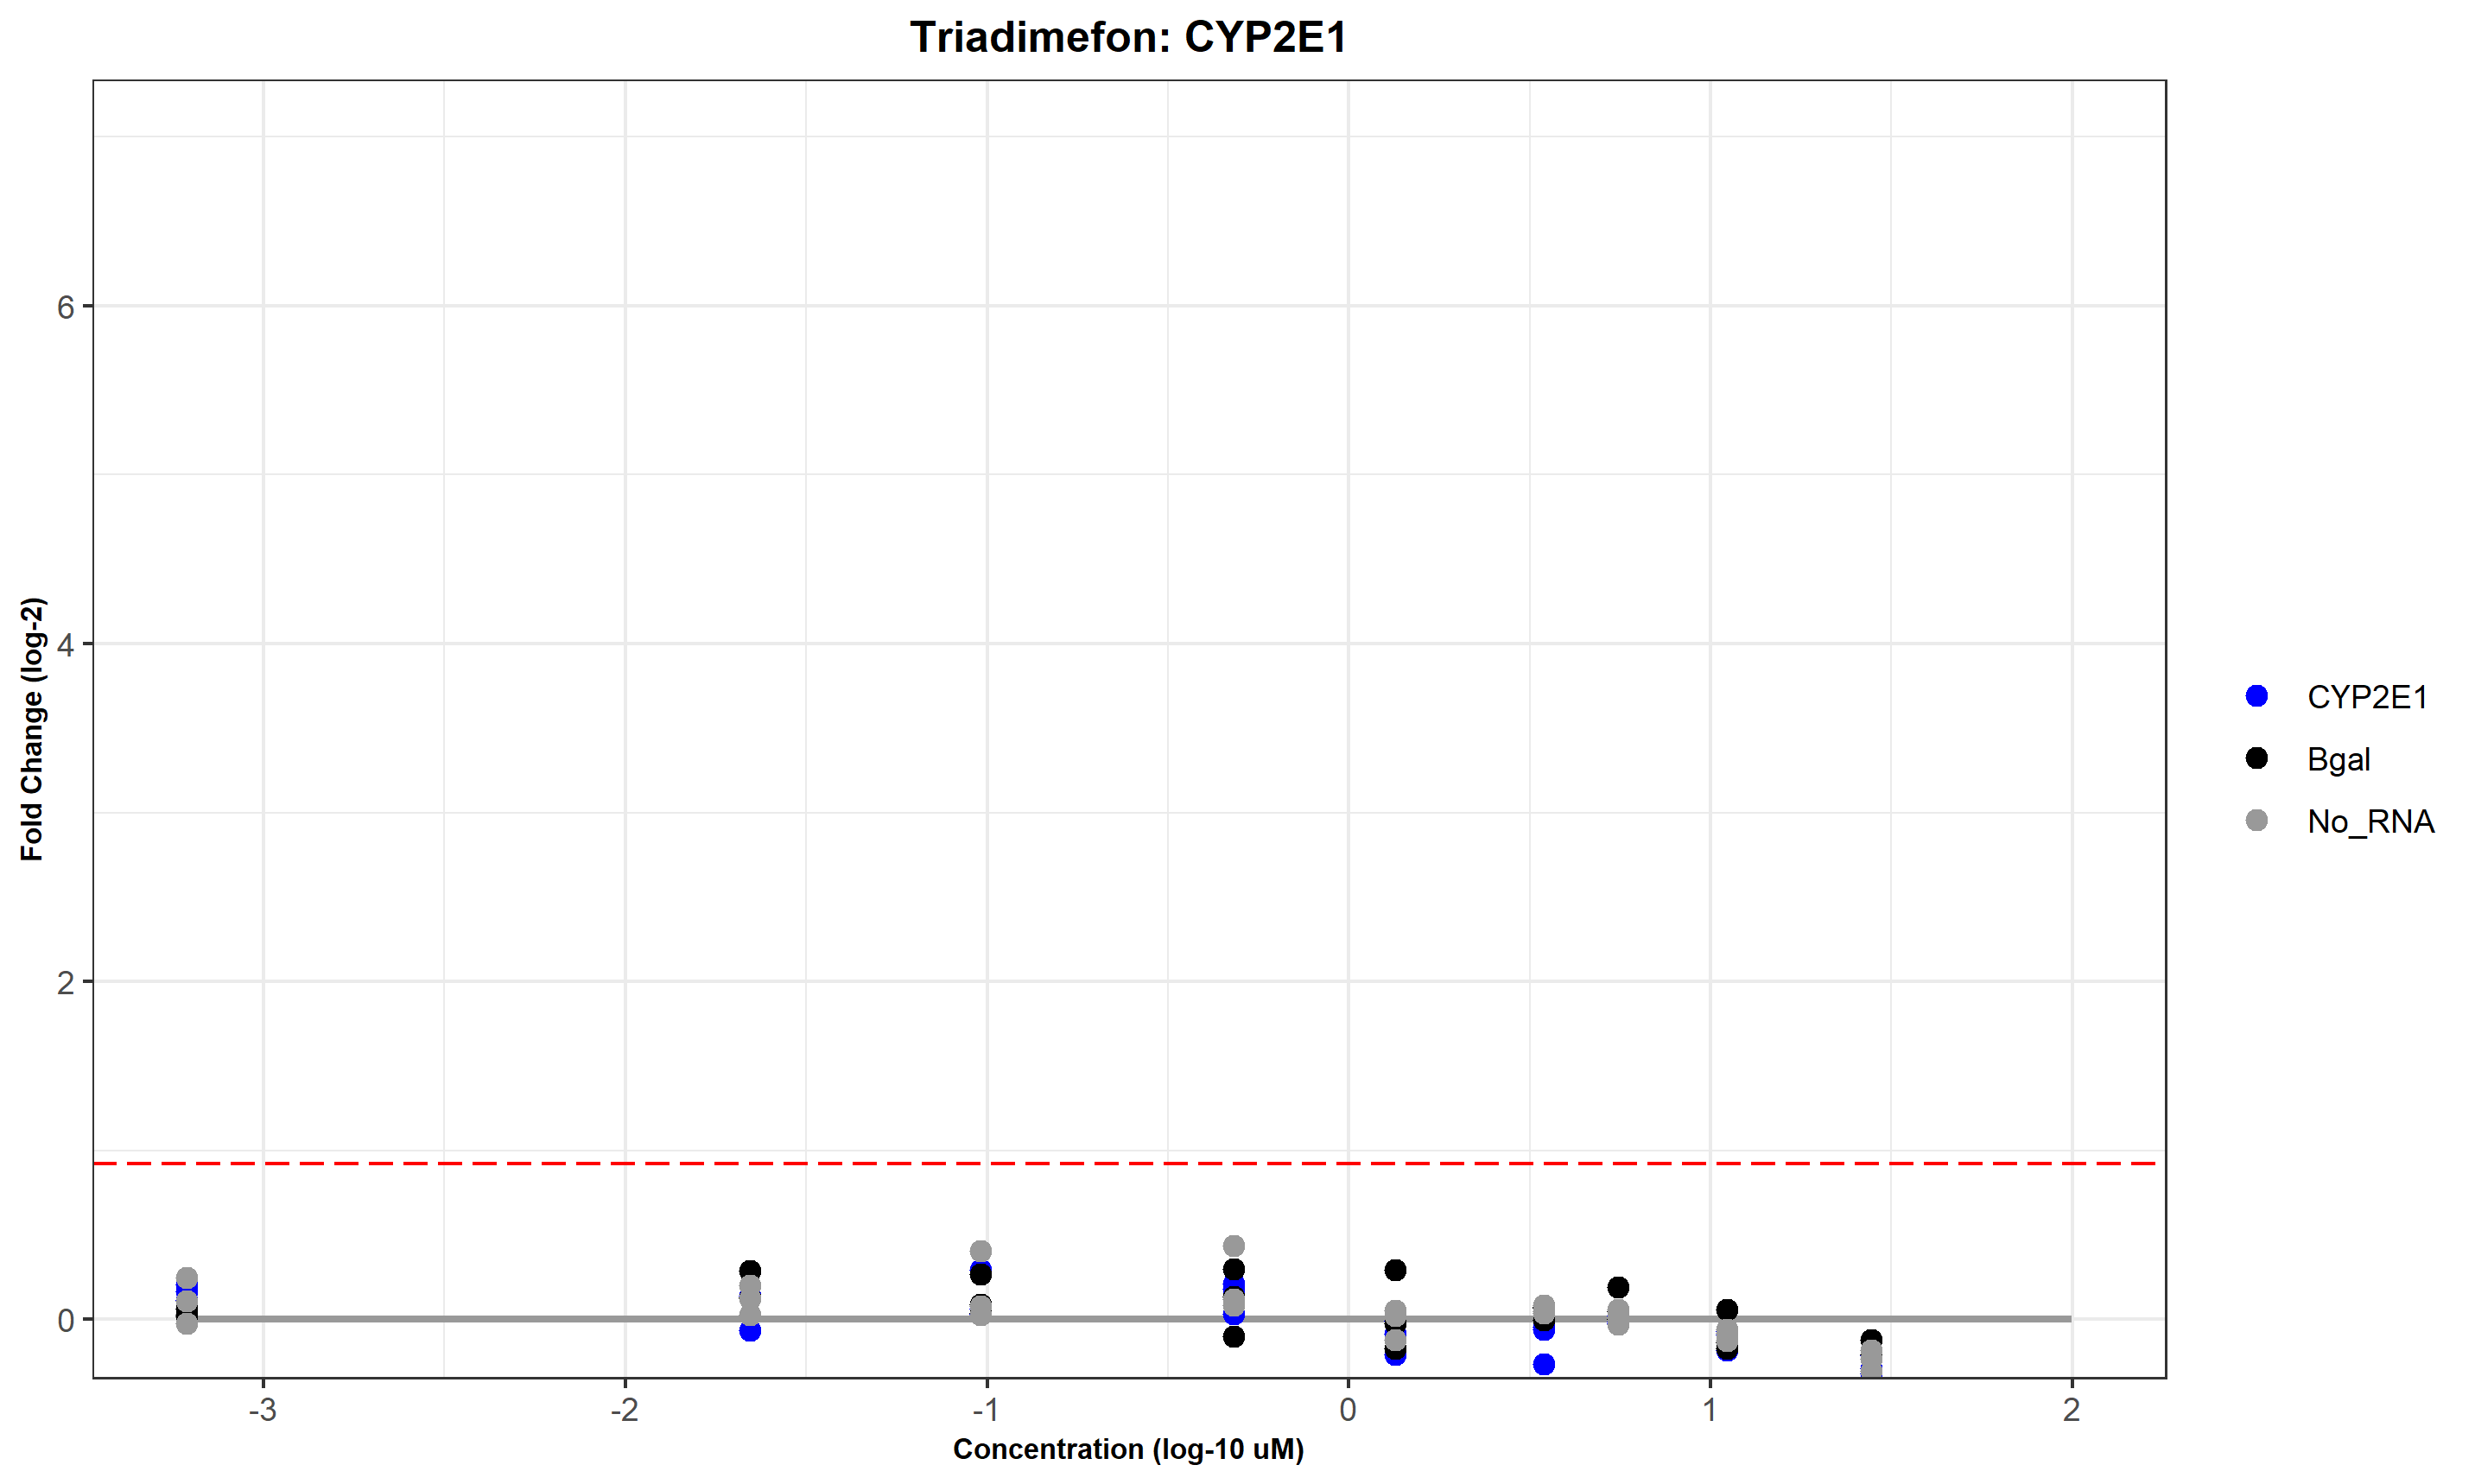 Triadimefon: CYP2E1
Fold Change (log-2)
6
4
2
0
-3
-2
-1
0
1
2
Concentration (log-10 uM)
CYP2E1
Bgal
No_RNA